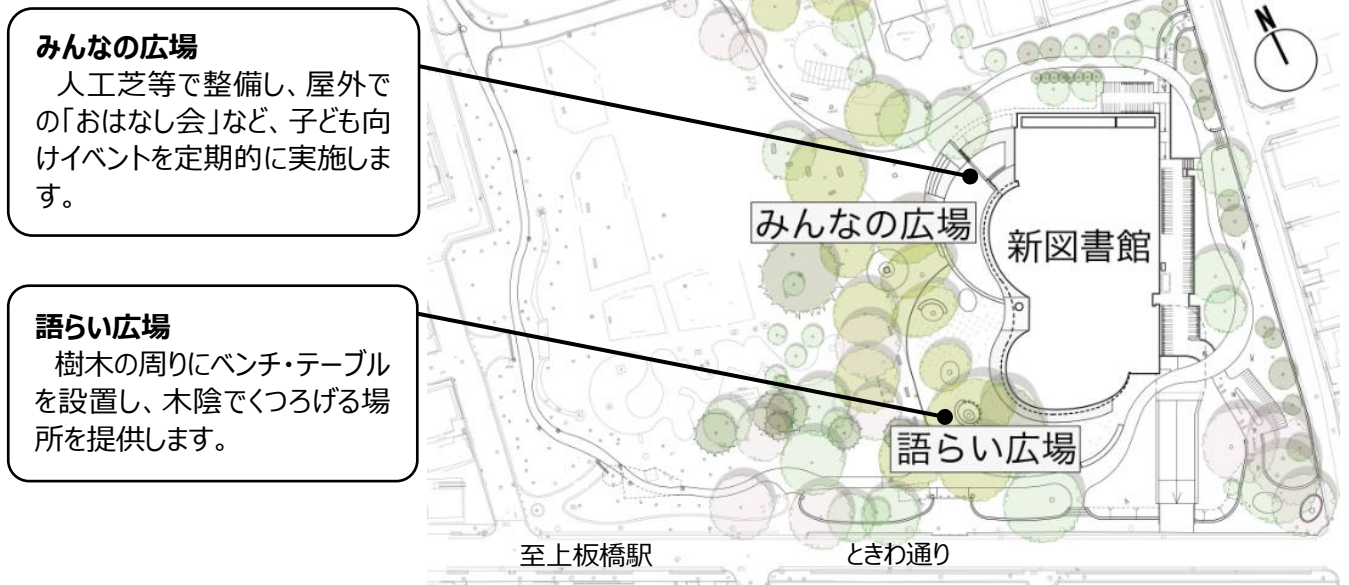 みんなの広場
人工芝等で整備し、屋外で
の「おはなし会」など、子ども向
けイベントを定期的に実施しま
す。
語らい広場
樹木の周りにベンチ・テーブル
を設置し、木陰でくつろげる場
所を提供します。
N
みんなの広場
新図書館
語らい広場
至上板橋駅
ときわ通り